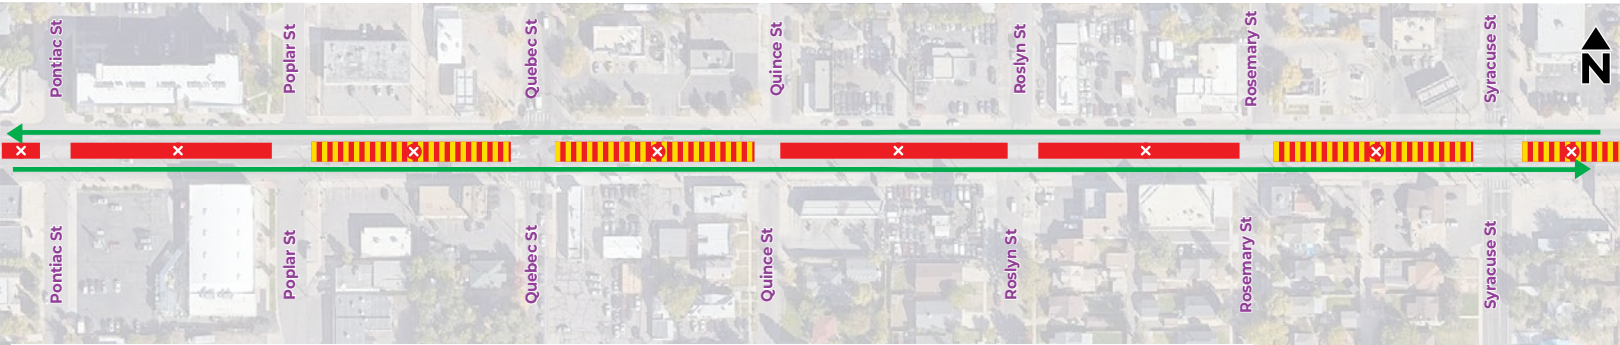 Pontiac St
Poplar St
Quebec St
Quince St
Roslyn St
Rosemary St
Syracuse St
N
Pontiac St
Poplar St
Quebec St
Quince St
Roslyn St
Rosemary St
Syracuse St